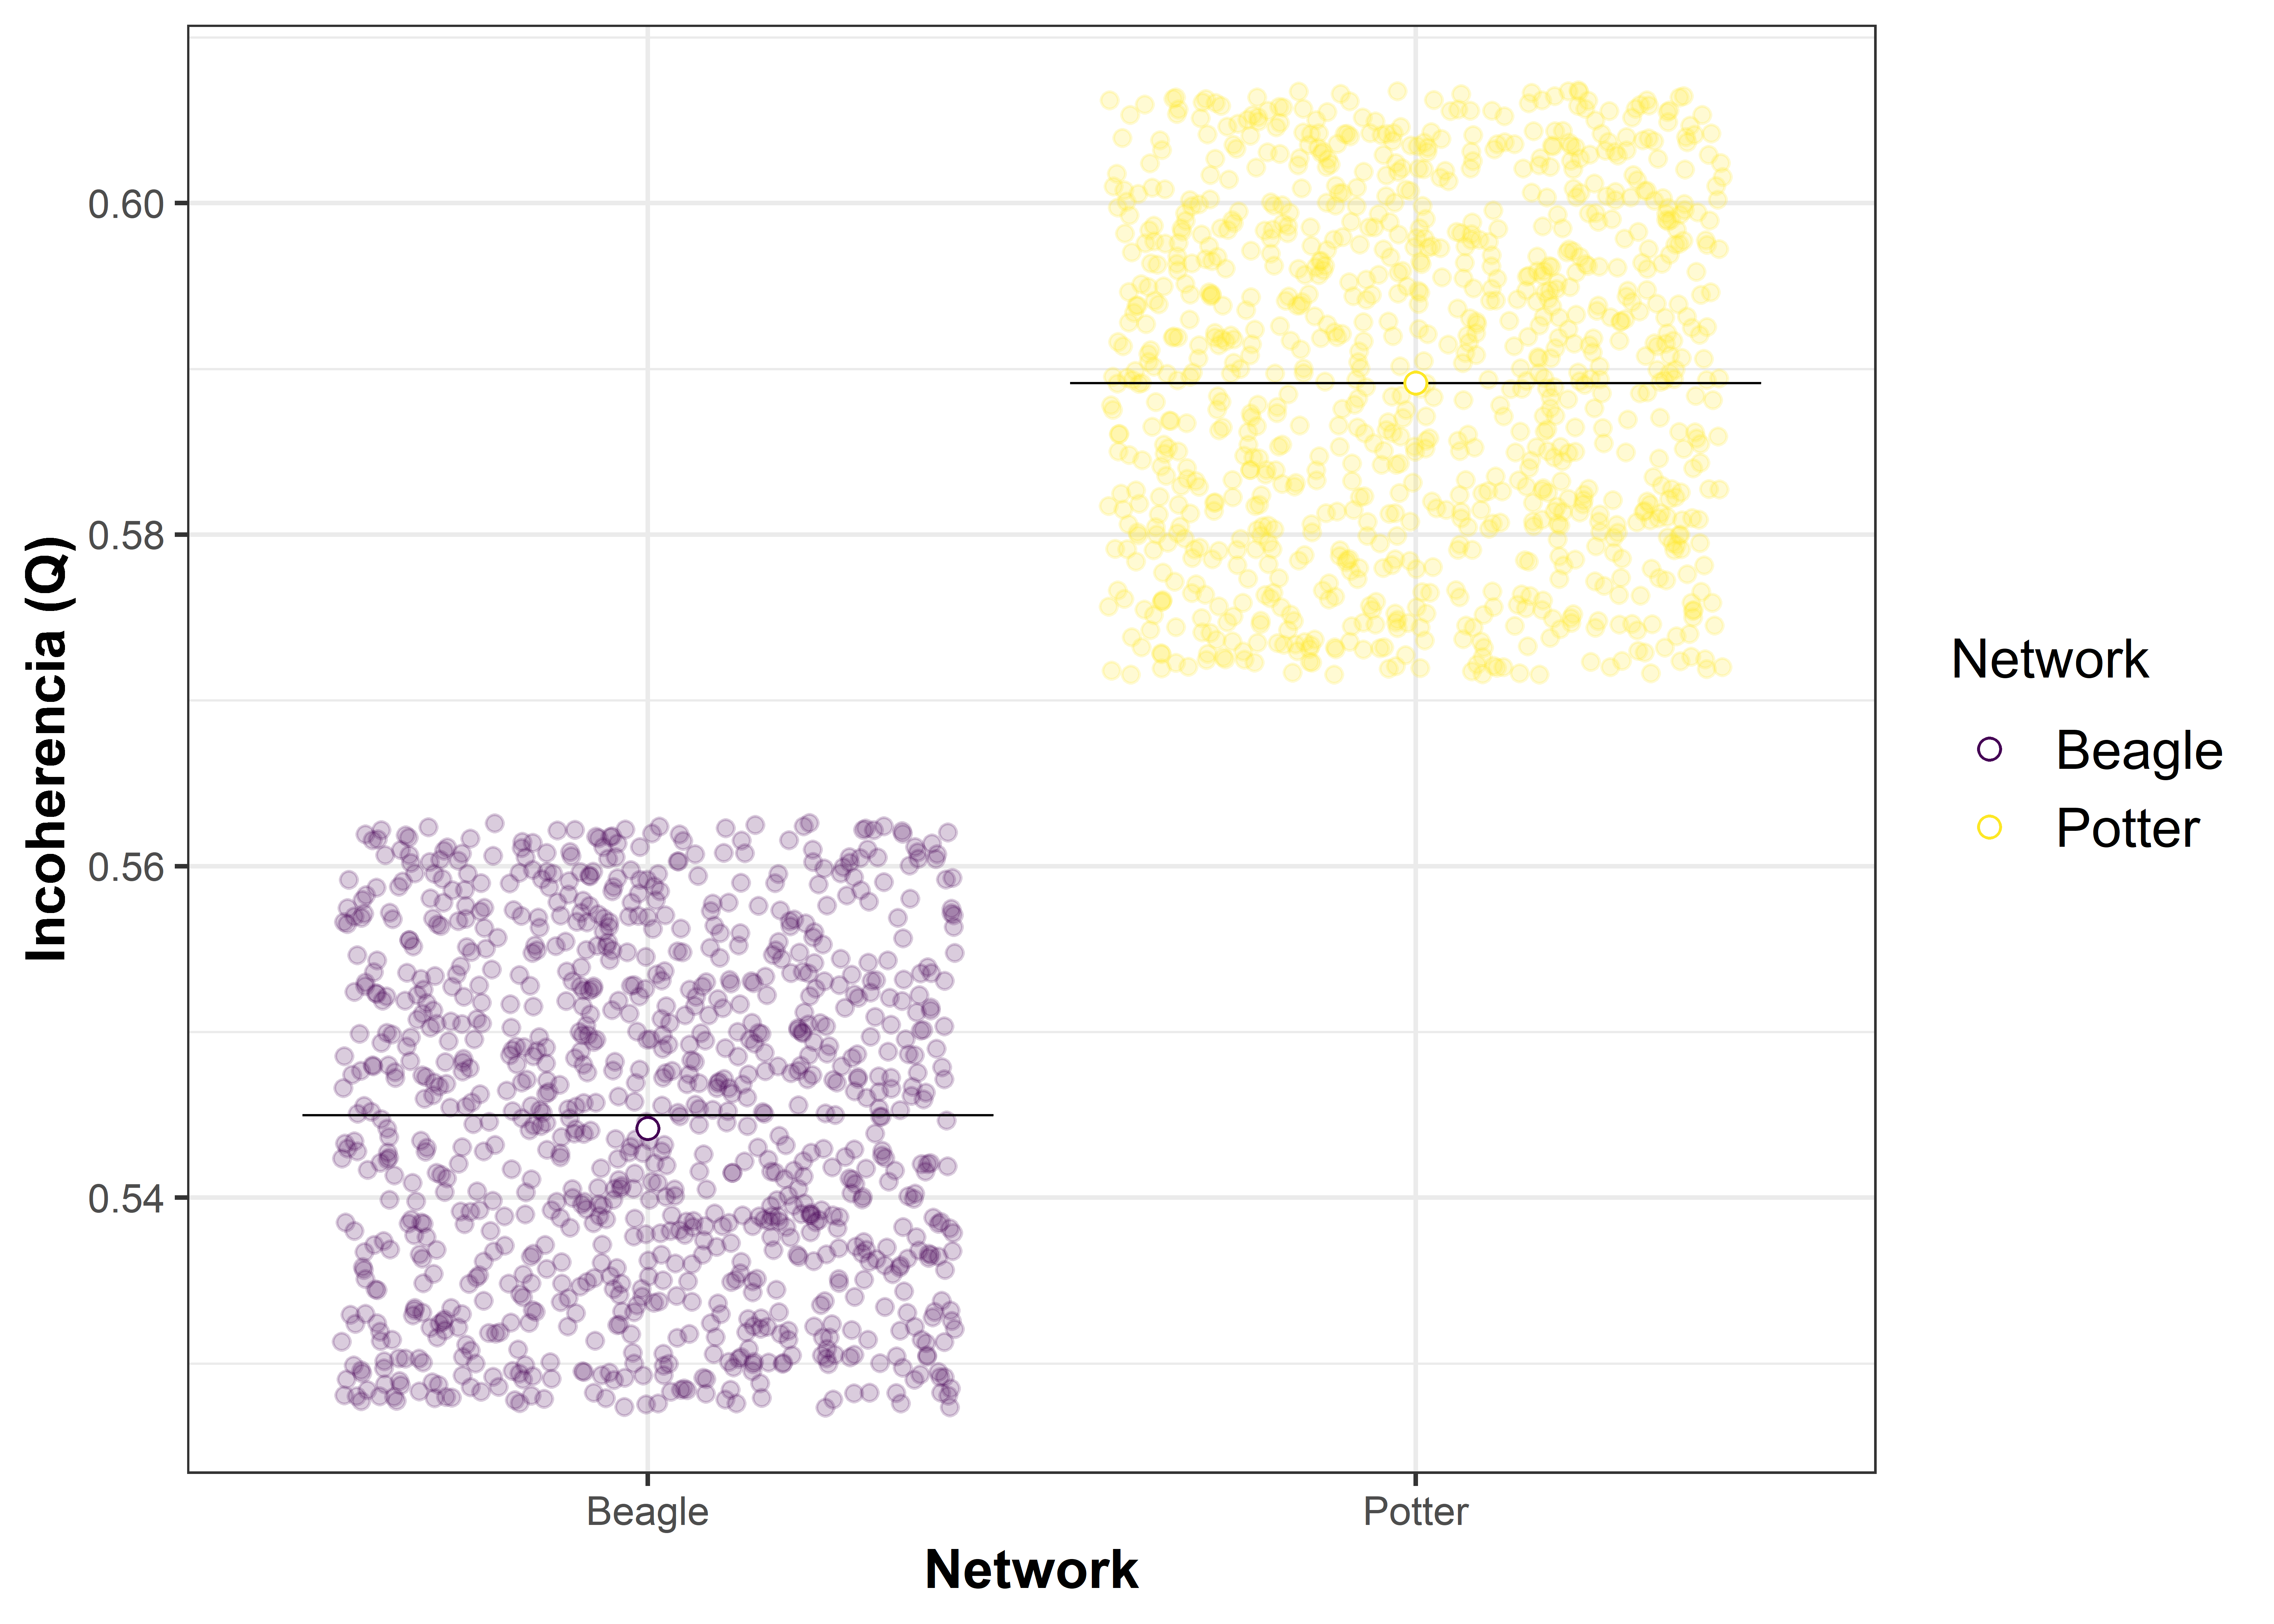 Incoherencia (Q)
0.60
0.58
0.56
0.54
Beagle
Potter
Network
Network
Beagle
Potter